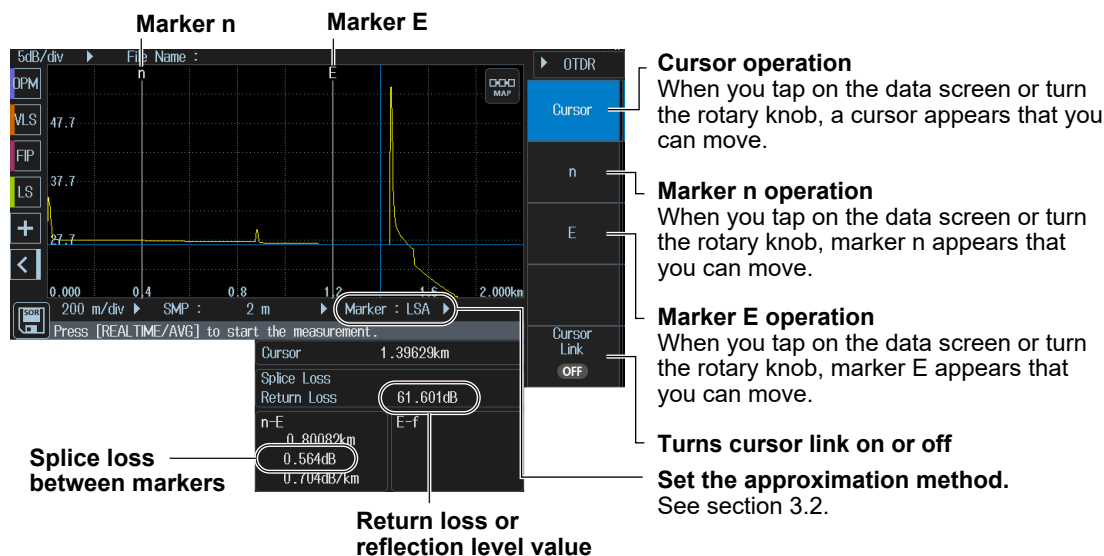 Marker n
Marker E
5dB/div ▶ File Name :
n
E
OPM
VLS
FIP
LS
+
<
MAP
47.7
37.7
27.7
0.000 0.4 0.8 1.2 1.6 2.000km
SOR
200 m/div ▶ SMP : 2 m ▶ Marker : LSA ▶
Press [REALTIME/AVG] to start the measurement.
▶ OTDR
Cursor
n
E
Cursor
Link
OFF
Cursor 1.39629km
Splice Loss
Return Loss 61.601dB
n-E
0.80082km
0.564dB
0.704dB/km
E-f
Splice loss
between markers
Return loss or
reflection level value
Cursor operation
When you tap on the data screen or turn
the rotary knob, a cursor appears that you
can move.
Marker n operation
When you tap on the data screen or turn
the rotary knob, marker n appears that
you can move.
Marker E operation
When you tap on the data screen or turn
the rotary knob, marker E appears that
you can move.
Turns cursor link on or off
Set the approximation method.
See section 3.2.